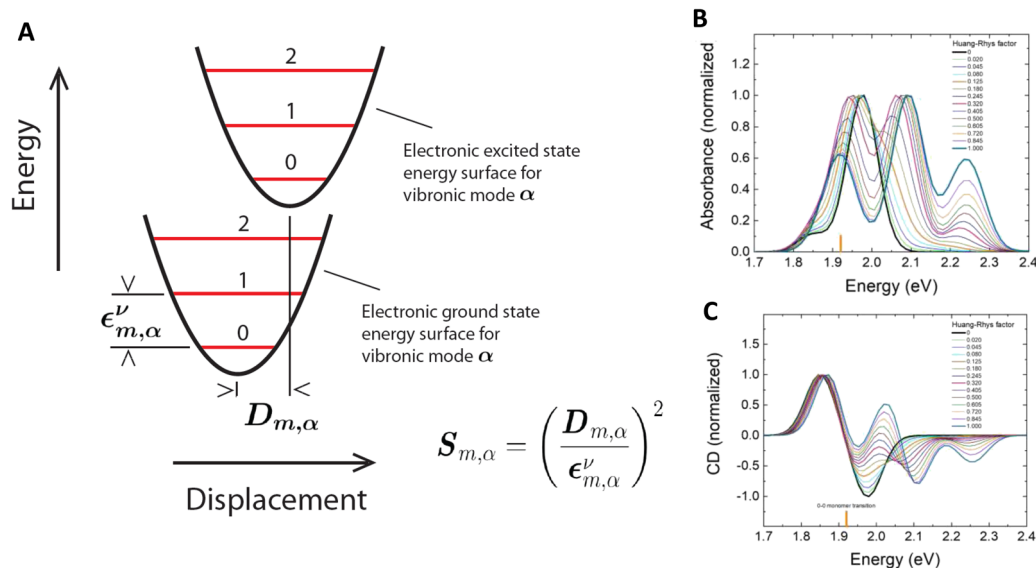 A
Energy
2
1
0
Electronic excited state
energy surface for
vibronic mode α
2
1
0
Electronic ground state
energy surface for
vibronic mode α
ϵ^ν_{m,α}
D_{m,α}
S_{m,α} = (D_{m,α} / ϵ^ν_{m,α})^2
Displacement
B
Absorbance (normalized)
1.0
0.8
0.6
0.4
0.2
0.0
Huang-Rhys factor
0
0.020
0.045
0.080
0.125
0.180
0.245
0.320
0.405
0.500
0.605
0.720
0.845
1.000
1.7 1.8 1.9 2.0 2.1 2.2 2.3 2.4
Energy (eV)
C
CD (normalized)
1.0
0.5
0.0
-0.5
-1.0
Huang-Rhys factor
0
0.020
0.045
0.080
0.125
0.180
0.245
0.320
0.405
0.500
0.605
0.720
0.845
1.000
0-0 monomer transition
1.7 1.8 1.9 2.0 2.1 2.2 2.3 2.4
Energy (eV)